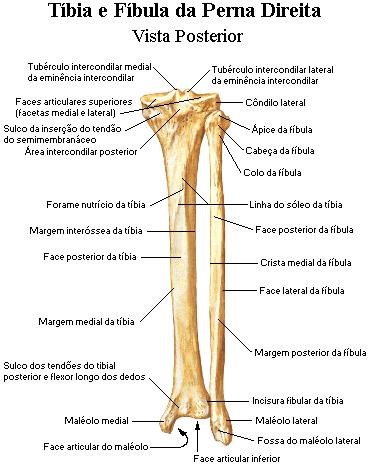 Tíbia e Fíbula da Perna Direita
Vista Posterior
Tubérculo intercondilar medial
da eminência intercondilar
Tubérculo intercondilar lateral
da eminência intercondilar
Faces articulares superiores
(facetas medial e lateral)
Côndilo lateral
Sulco da inserção do tendão
do semimembranáceo
Ápice da fíbula
Área intercondilar posterior
Cabeça da fíbula
Colo da fíbula
Forame nutrício da tíbia
Linha do sóleo da tíbia
Margem interóssea da tíbia
Face posterior da fíbula
Face posterior da tíbia
Crista medial da fíbula
Face lateral da fíbula
Margem medial da tíbia
Margem posterior da fíbula
Sulco dos tendões do tibial
posterior e flexor longo dos dedos
Incisura fibular da tíbia
Maléolo medial
Maléolo lateral
Face articular do maléolo
Fossa do maléolo lateral
Face articular inferior